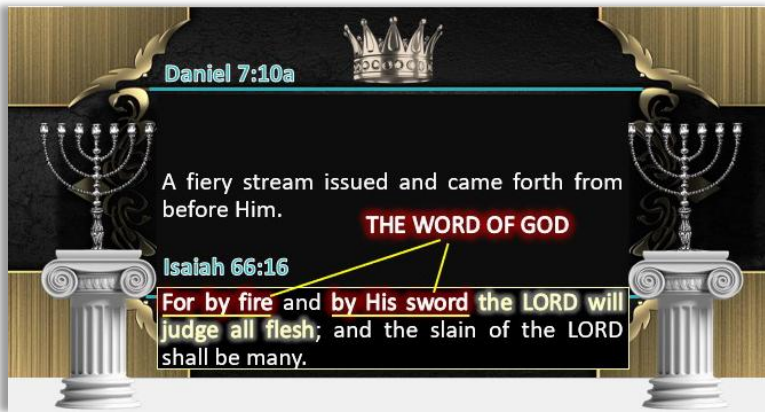 Daniel 7:10a
A fiery stream issued and came forth from
before Him.
THE WORD OF GOD
Isaiah 66:16
For by fire and by His sword the LORD will
judge all flesh; and the slain of the LORD
shall be many.